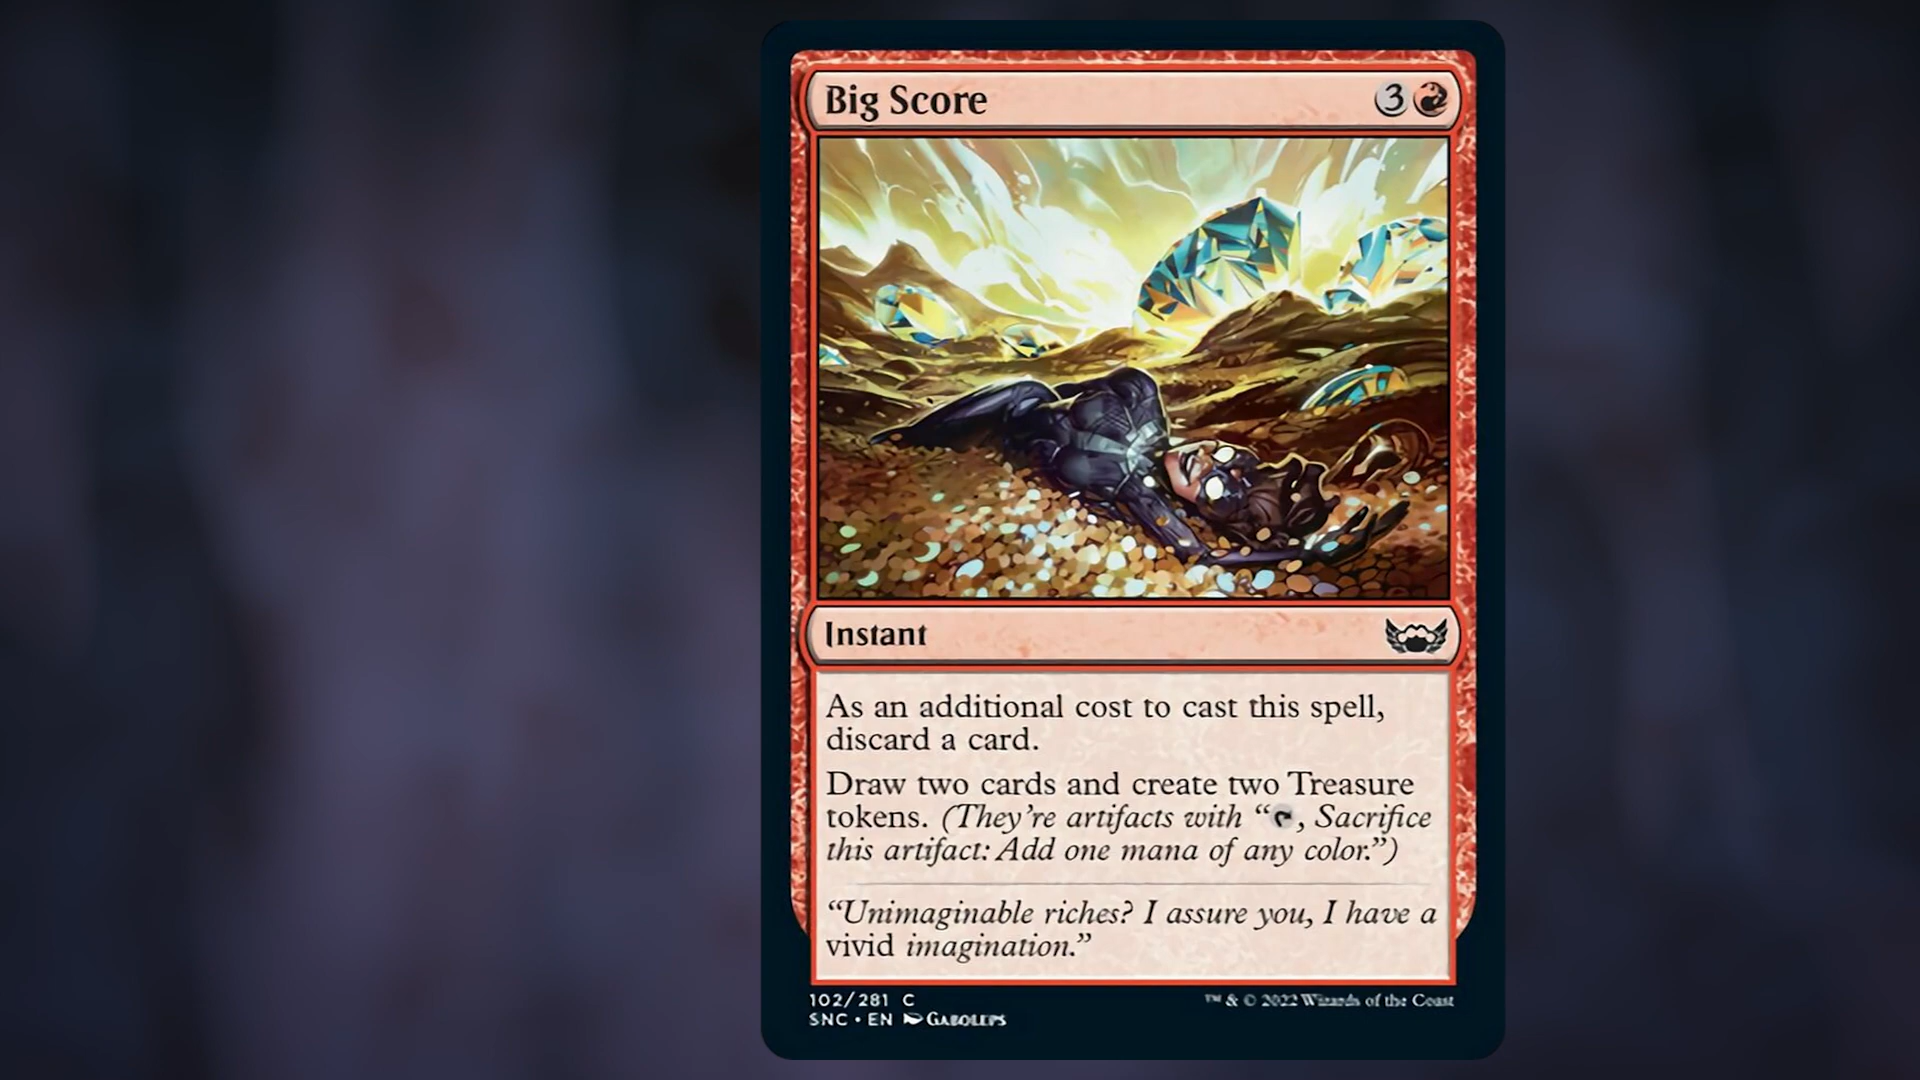 Big Score
3
Instant
As an additional cost to cast this spell,
discard a card.
Draw two cards and create two Treasure
tokens. (They're artifacts with “, Sacrifice
this artifact: Add one mana of any color.”)
“Unimaginable riches? I assure you, I have a
vivid imagination.”
102/281 C
™ & © 2022 Wizards of the Coast
SNC • EN Gaboleps